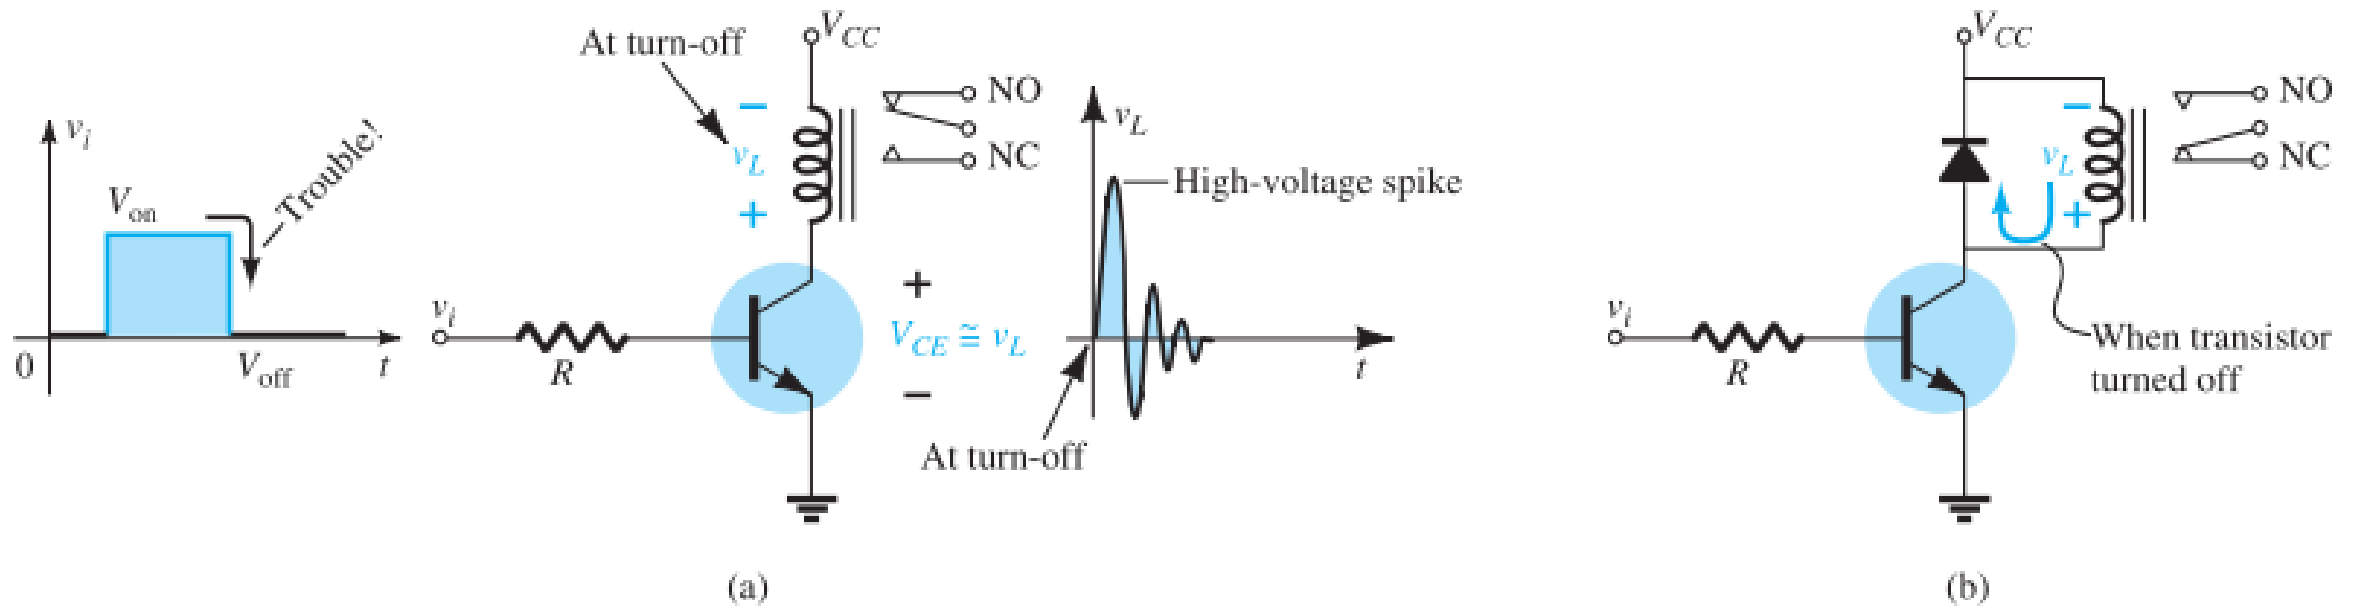 v_i
V_on
Trouble!
0
V_off
t
At turn-off
V_CC
−
v_L
+
NO
NC
v_i
R
+
V_CE ≅ v_L
−
v_L
High-voltage spike
t
At turn-off
(a)
V_CC
−
v_L
+
NO
NC
v_i
R
When transistor
turned off
(b)